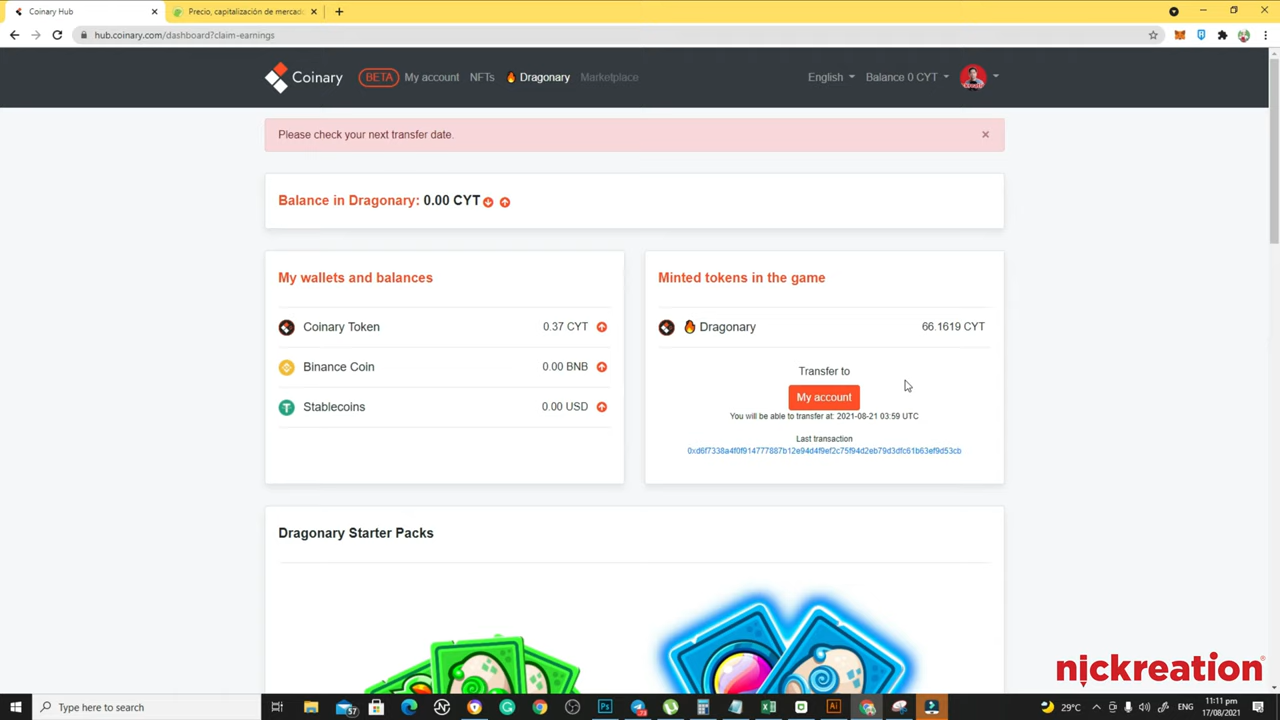 Coinary Hub
Precio, capitalización de mercado
hub.coinary.com/dashboard?claim-earnings
Coinary
BETA My account NFTs Dragonary Marketplace
English Balance 0 CYT
Please check your next transfer date.
Balance in Dragonary: 0.00 CYT
My wallets and balances
Coinary Token 0.37 CYT
Binance Coin 0.00 BNB
Stablecoins 0.00 USD
Minted tokens in the game
Dragonary 66.1619 CYT
Transfer to
My account
You will be able to transfer at: 2021-08-21 03:59 UTC
Last transaction
0xd6f7338a4f0f914777887b12e94d4f9ef2c75f94d2eb79d3dfc61b63ef9d53cb
Dragonary Starter Packs
nickreation
Type here to search
57
Ps
Ai
29°C
ENG
11:11 pm
17/08/2021